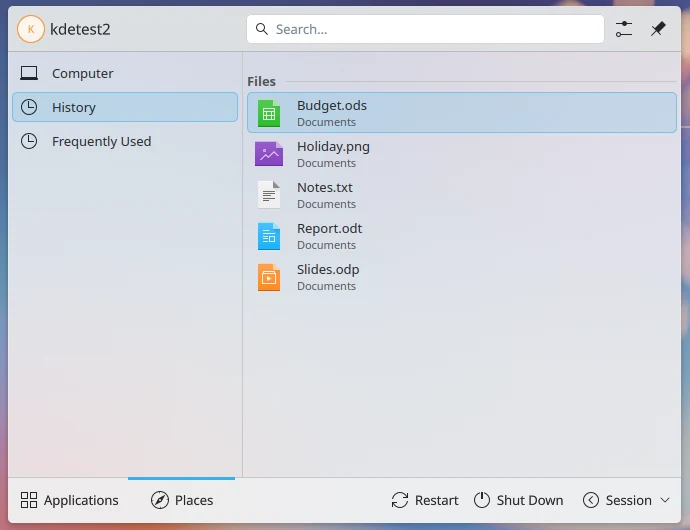 K kdetest2
Search...
Computer
History
Frequently Used
Files
Budget.ods
Documents
Holiday.png
Documents
Notes.txt
Documents
Report.odt
Documents
Slides.odp
Documents
Applications
Places
Restart
Shut Down
Session